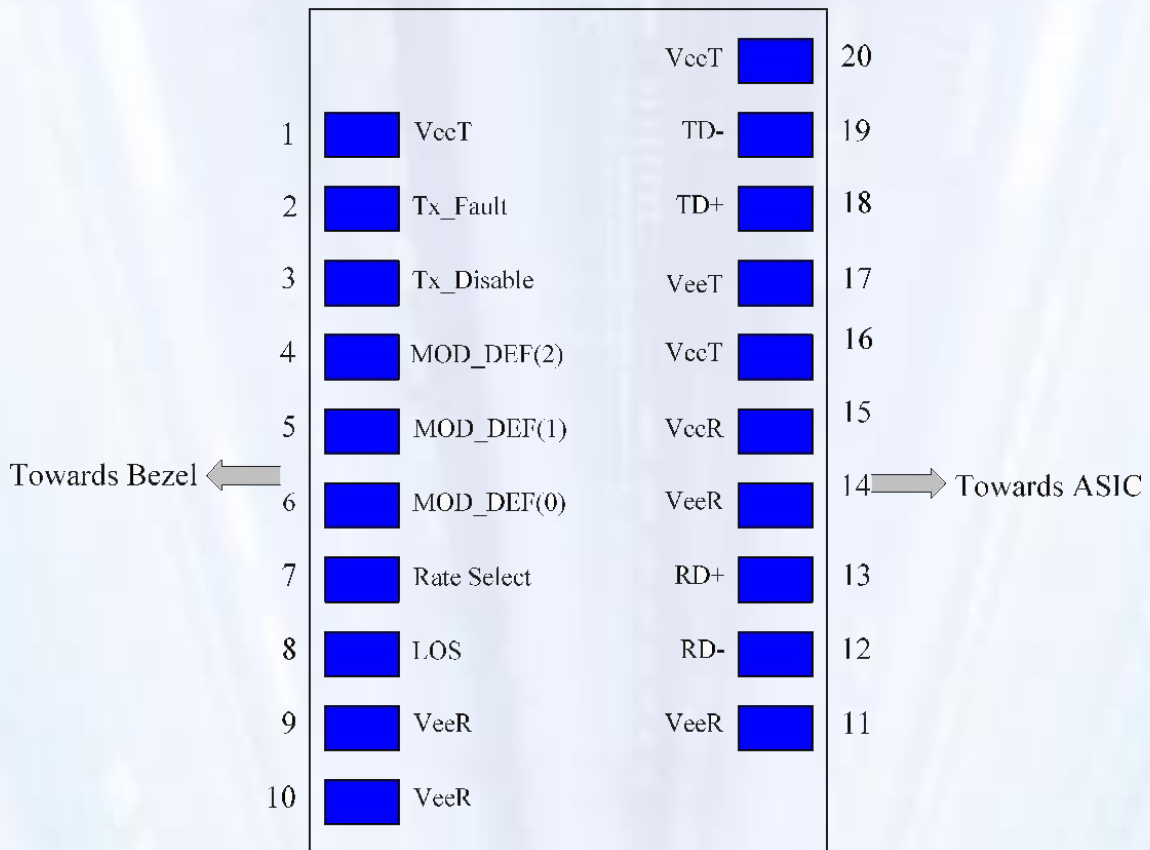 VccT 20
1 VccT TD- 19
2 Tx_Fault TD+ 18
3 Tx_Disable VeeT 17
4 MOD_DEF(2) VccT 16
5 MOD_DEF(1) VccR 15
Towards Bezel
6 MOD_DEF(0) VeeR 14
Towards ASIC
7 Rate Select RD+ 13
8 LOS RD- 12
9 VeeR VeeR 11
10 VeeR